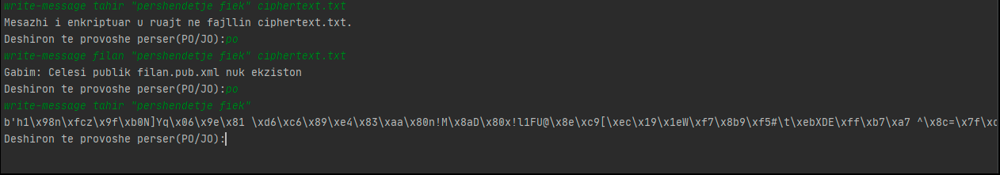 write-message tahir "pershendetje fiek" ciphertext.txt
Mesazhi i enkriptuar u ruajt ne fajllin ciphertext.txt.
Deshiron te provoshe perser(PO/JO):po
write-message filan "pershendetje fiek" ciphertext.txt
Gabim: Celesi publik filan.pub.xml nuk ekziston
Deshiron te provoshe perser(PO/JO):po
write-message tahir "pershendetje fiek"
b'h1\x98n\xfcz\x9f\xb0N]Yq\x06\x9e\x81 \xd6\xc6\x89\xe4\x83\xaa\x80n!M\x8aD\x80x!l1FU@\x8e\xc9[\xec\x19\x1eW\xf7\x8b9\xf5#\t\xebXDE\xff\xb7\xa7 ^\x8c=\x7f\x
Deshiron te provoshe perser(PO/JO):